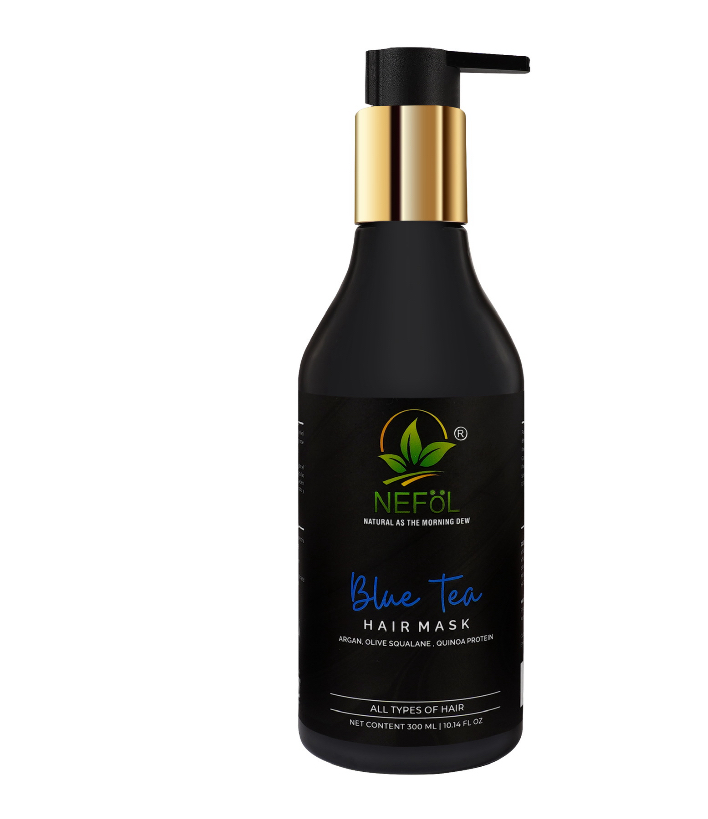 ®
NEFÖL
NATURAL AS THE MORNING DEW
Blue Tea
HAIR MASK
ARGAN, OLIVE SQUALANE , QUINOA PROTEIN
ALL TYPES OF HAIR
NET CONTENT 300 ML | 10.14 FL OZ